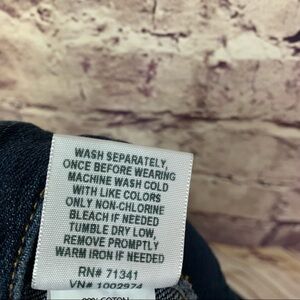 WASH SEPARATELY,
ONCE BEFORE WEARING
MACHINE WASH COLD
WITH LIKE COLORS
ONLY NON-CHLORINE
BLEACH IF NEEDED
TUMBLE DRY LOW,
REMOVE PROMPTLY
WARM IRON IF NEEDED
RN# 71341
VN# 1002974
COTTON